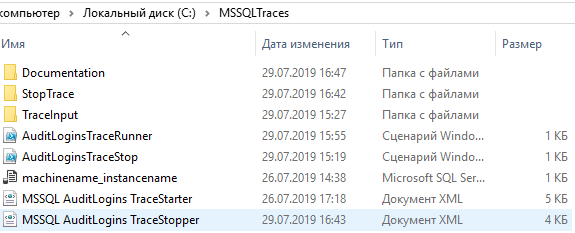 компьютер › Локальный диск (C:) › MSSQLTraces
Имя Дата изменения Тип Размер
Documentation 29.07.2019 16:47 Папка с файлами
StopTrace 29.07.2019 16:42 Папка с файлами
TraceInput 29.07.2019 15:27 Папка с файлами
AuditLoginsTraceRunner 29.07.2019 15:55 Сценарий Windo... 1 КБ
AuditLoginsTraceStop 29.07.2019 15:19 Сценарий Windo... 1 КБ
machinename_instancename 26.07.2019 14:38 Microsoft SQL Ser... 1 КБ
MSSQL AuditLogins TraceStarter 26.07.2019 17:18 Документ XML 5 КБ
MSSQL AuditLogins TraceStopper 29.07.2019 16:43 Документ XML 4 КБ